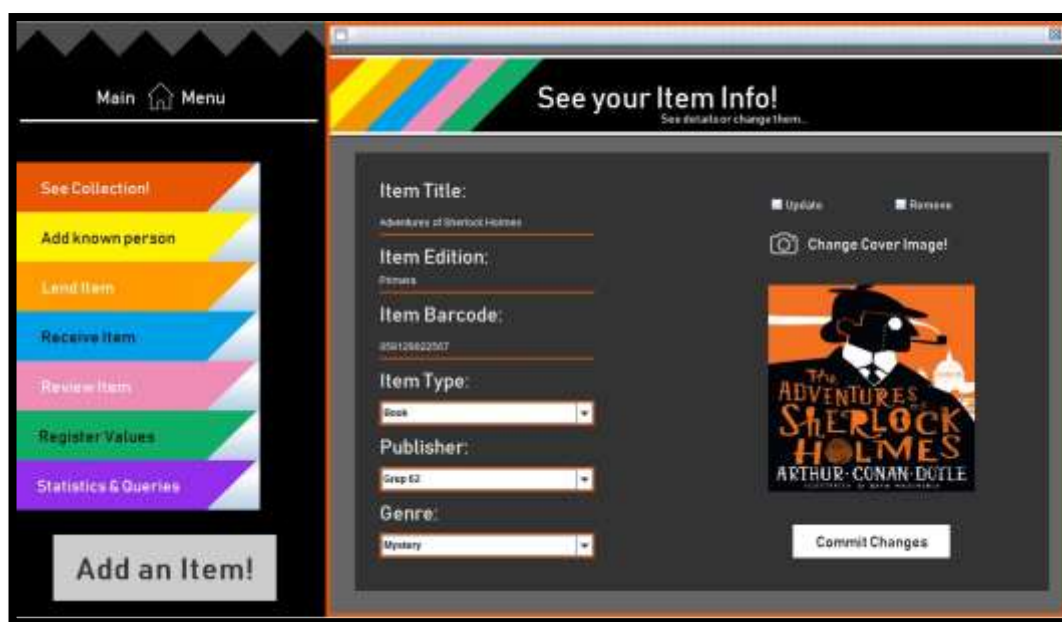 Main Menu
See Collection!
Add known person
Lend Item
Receive Item
Review Item
Register Values
Statistics & Queries
Add an Item!
See your Item Info!
See details or change them...
Item Title:
Adventures of Sherlock Holmes
Item Edition:
Primera
Item Barcode:
Item Type:
Book
Publisher:
Grup 62
Genre:
Mystery
Update Remove
Change Cover Image!
The
ADVENTURES
OF
SHERLOCK
HOLMES
ARTHUR·CONAN·DOYLE
Commit Changes